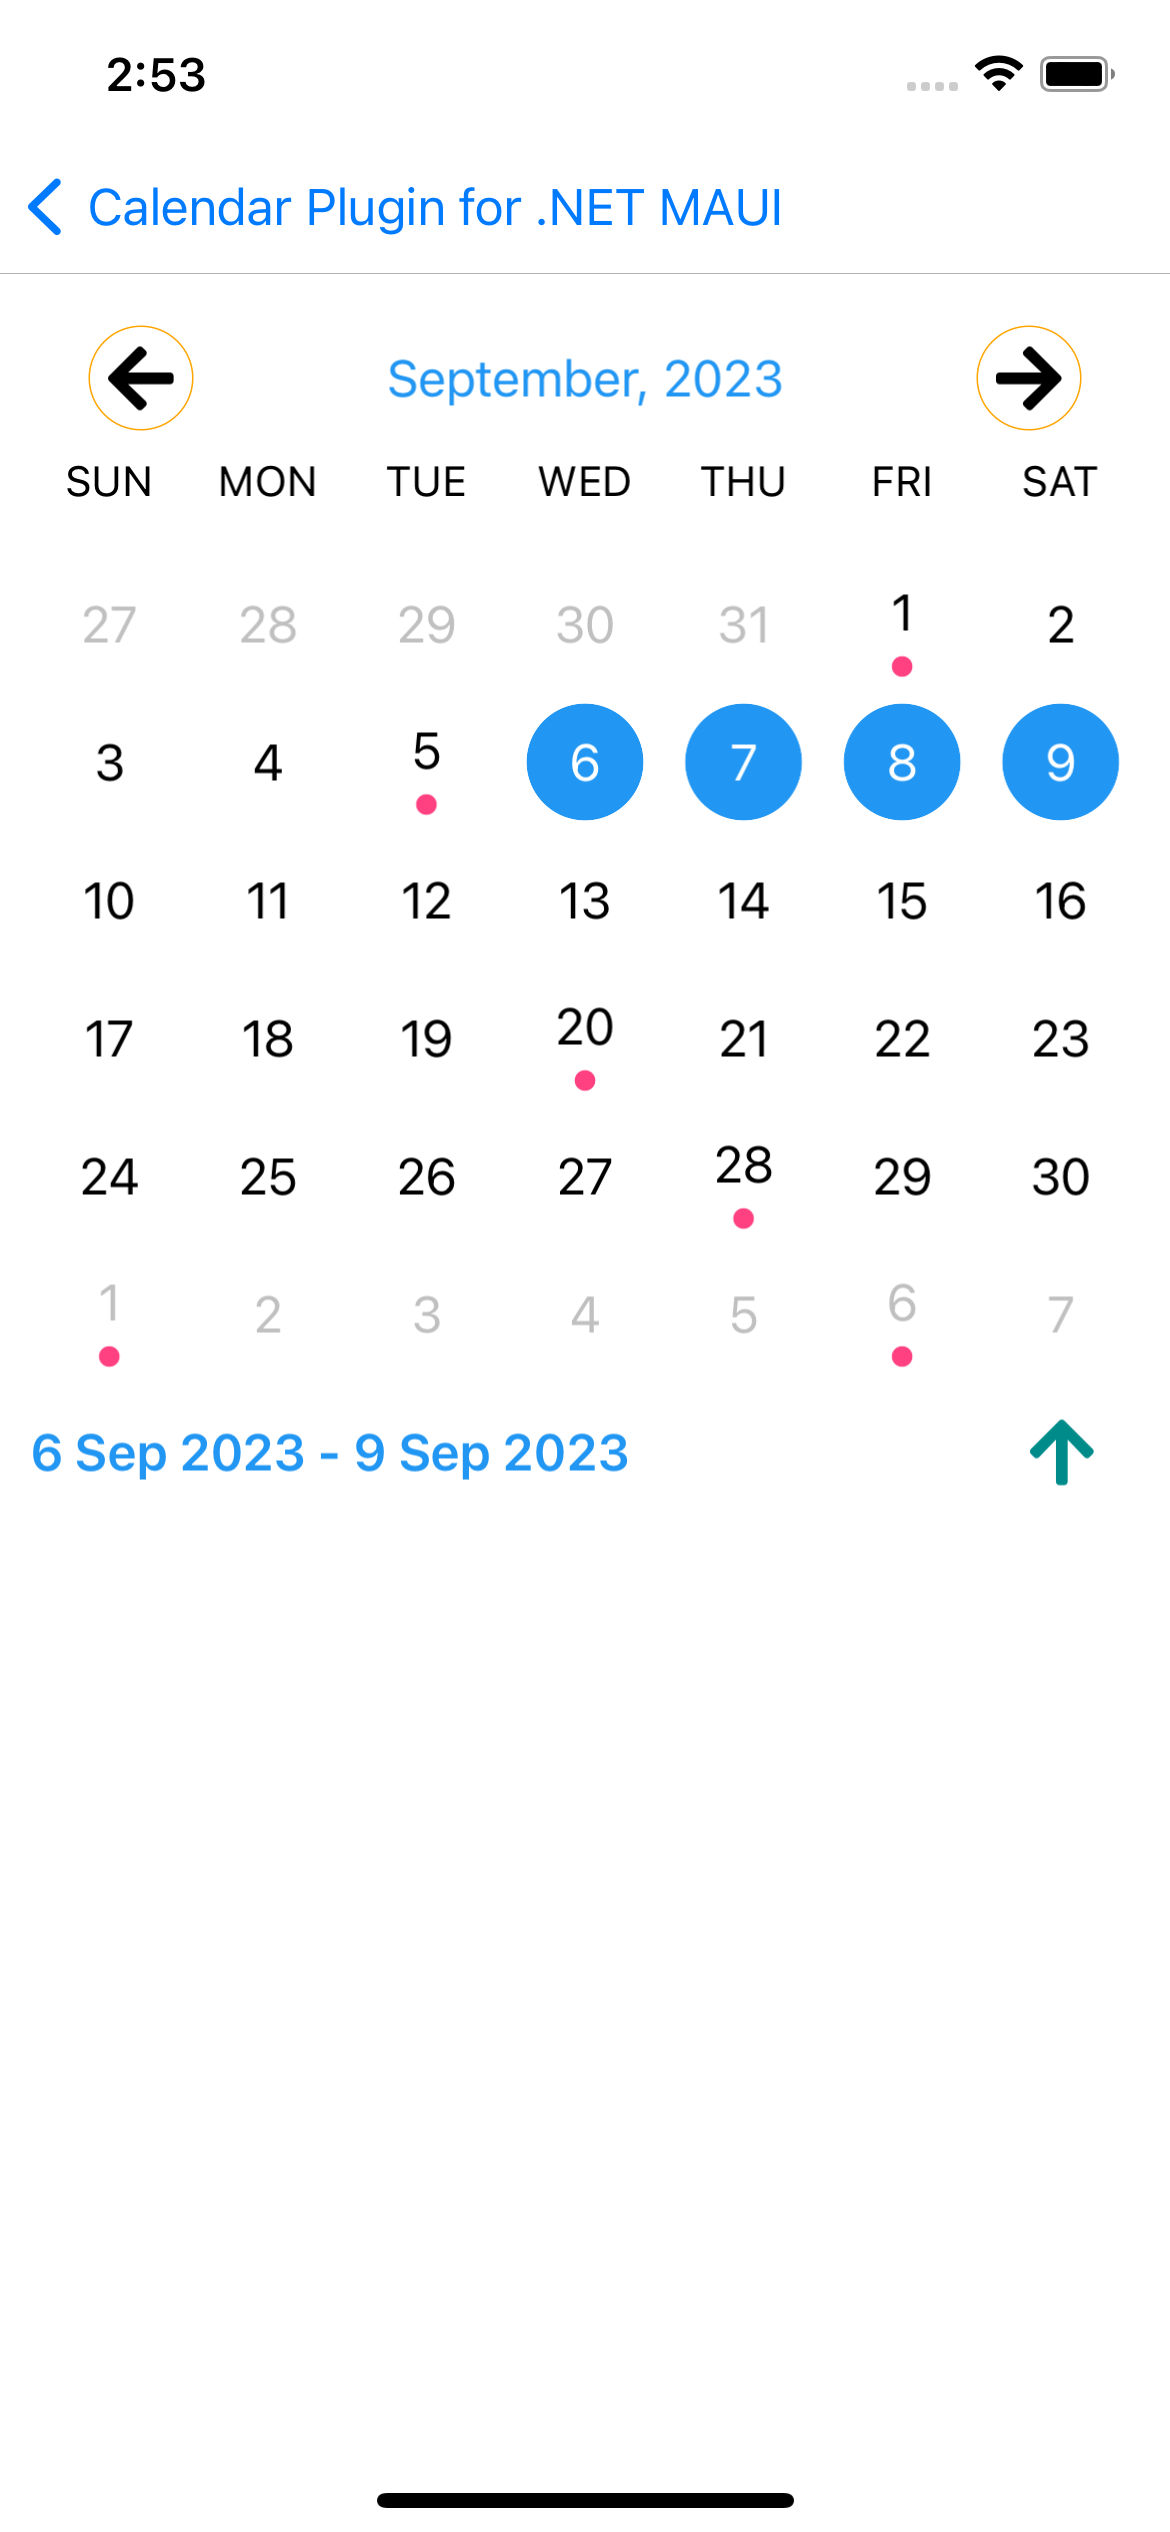 2:53
Calendar Plugin for .NET MAUI
September, 2023
SUN MON TUE WED THU FRI SAT
27 28 29 30 31 1 2
3 4 5 6 7 8 9
10 11 12 13 14 15 16
17 18 19 20 21 22 23
24 25 26 27 28 29 30
1 2 3 4 5 6 7
6 Sep 2023 - 9 Sep 2023